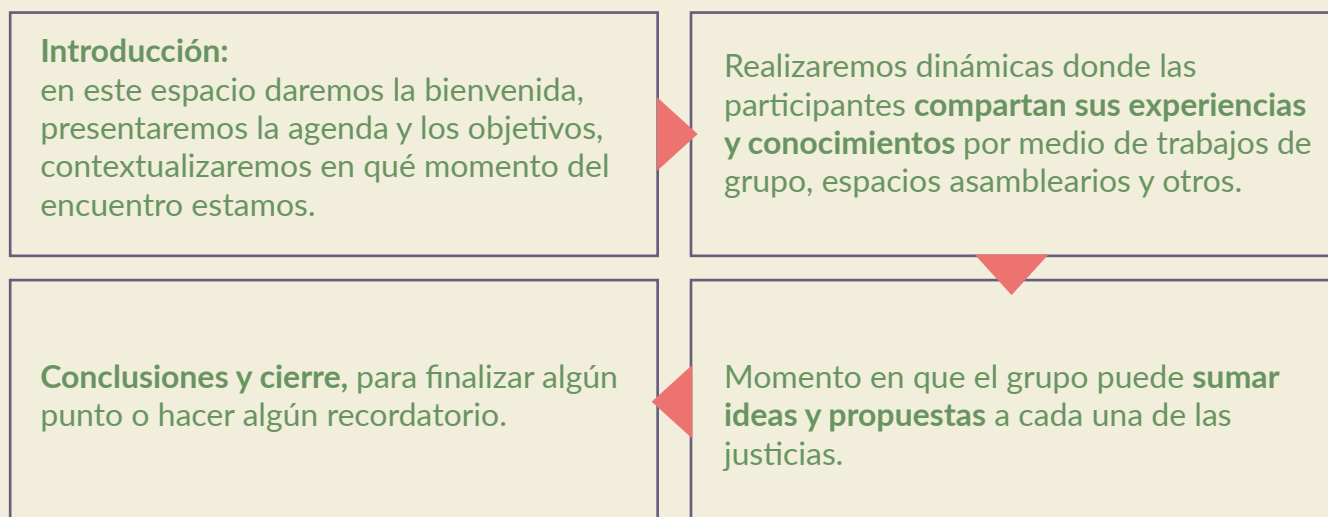 Introducción:
en este espacio daremos la bienvenida,
presentaremos la agenda y los objetivos,
contextualizaremos en qué momento del
encuentro estamos.
Realizaremos dinámicas donde las
participantes compartan sus experiencias
y conocimientos por medio de trabajos de
grupo, espacios asamblearios y otros.
Momento en que el grupo puede sumar
ideas y propuestas a cada una de las
justicias.
Conclusiones y cierre, para finalizar algún
punto o hacer algún recordatorio.